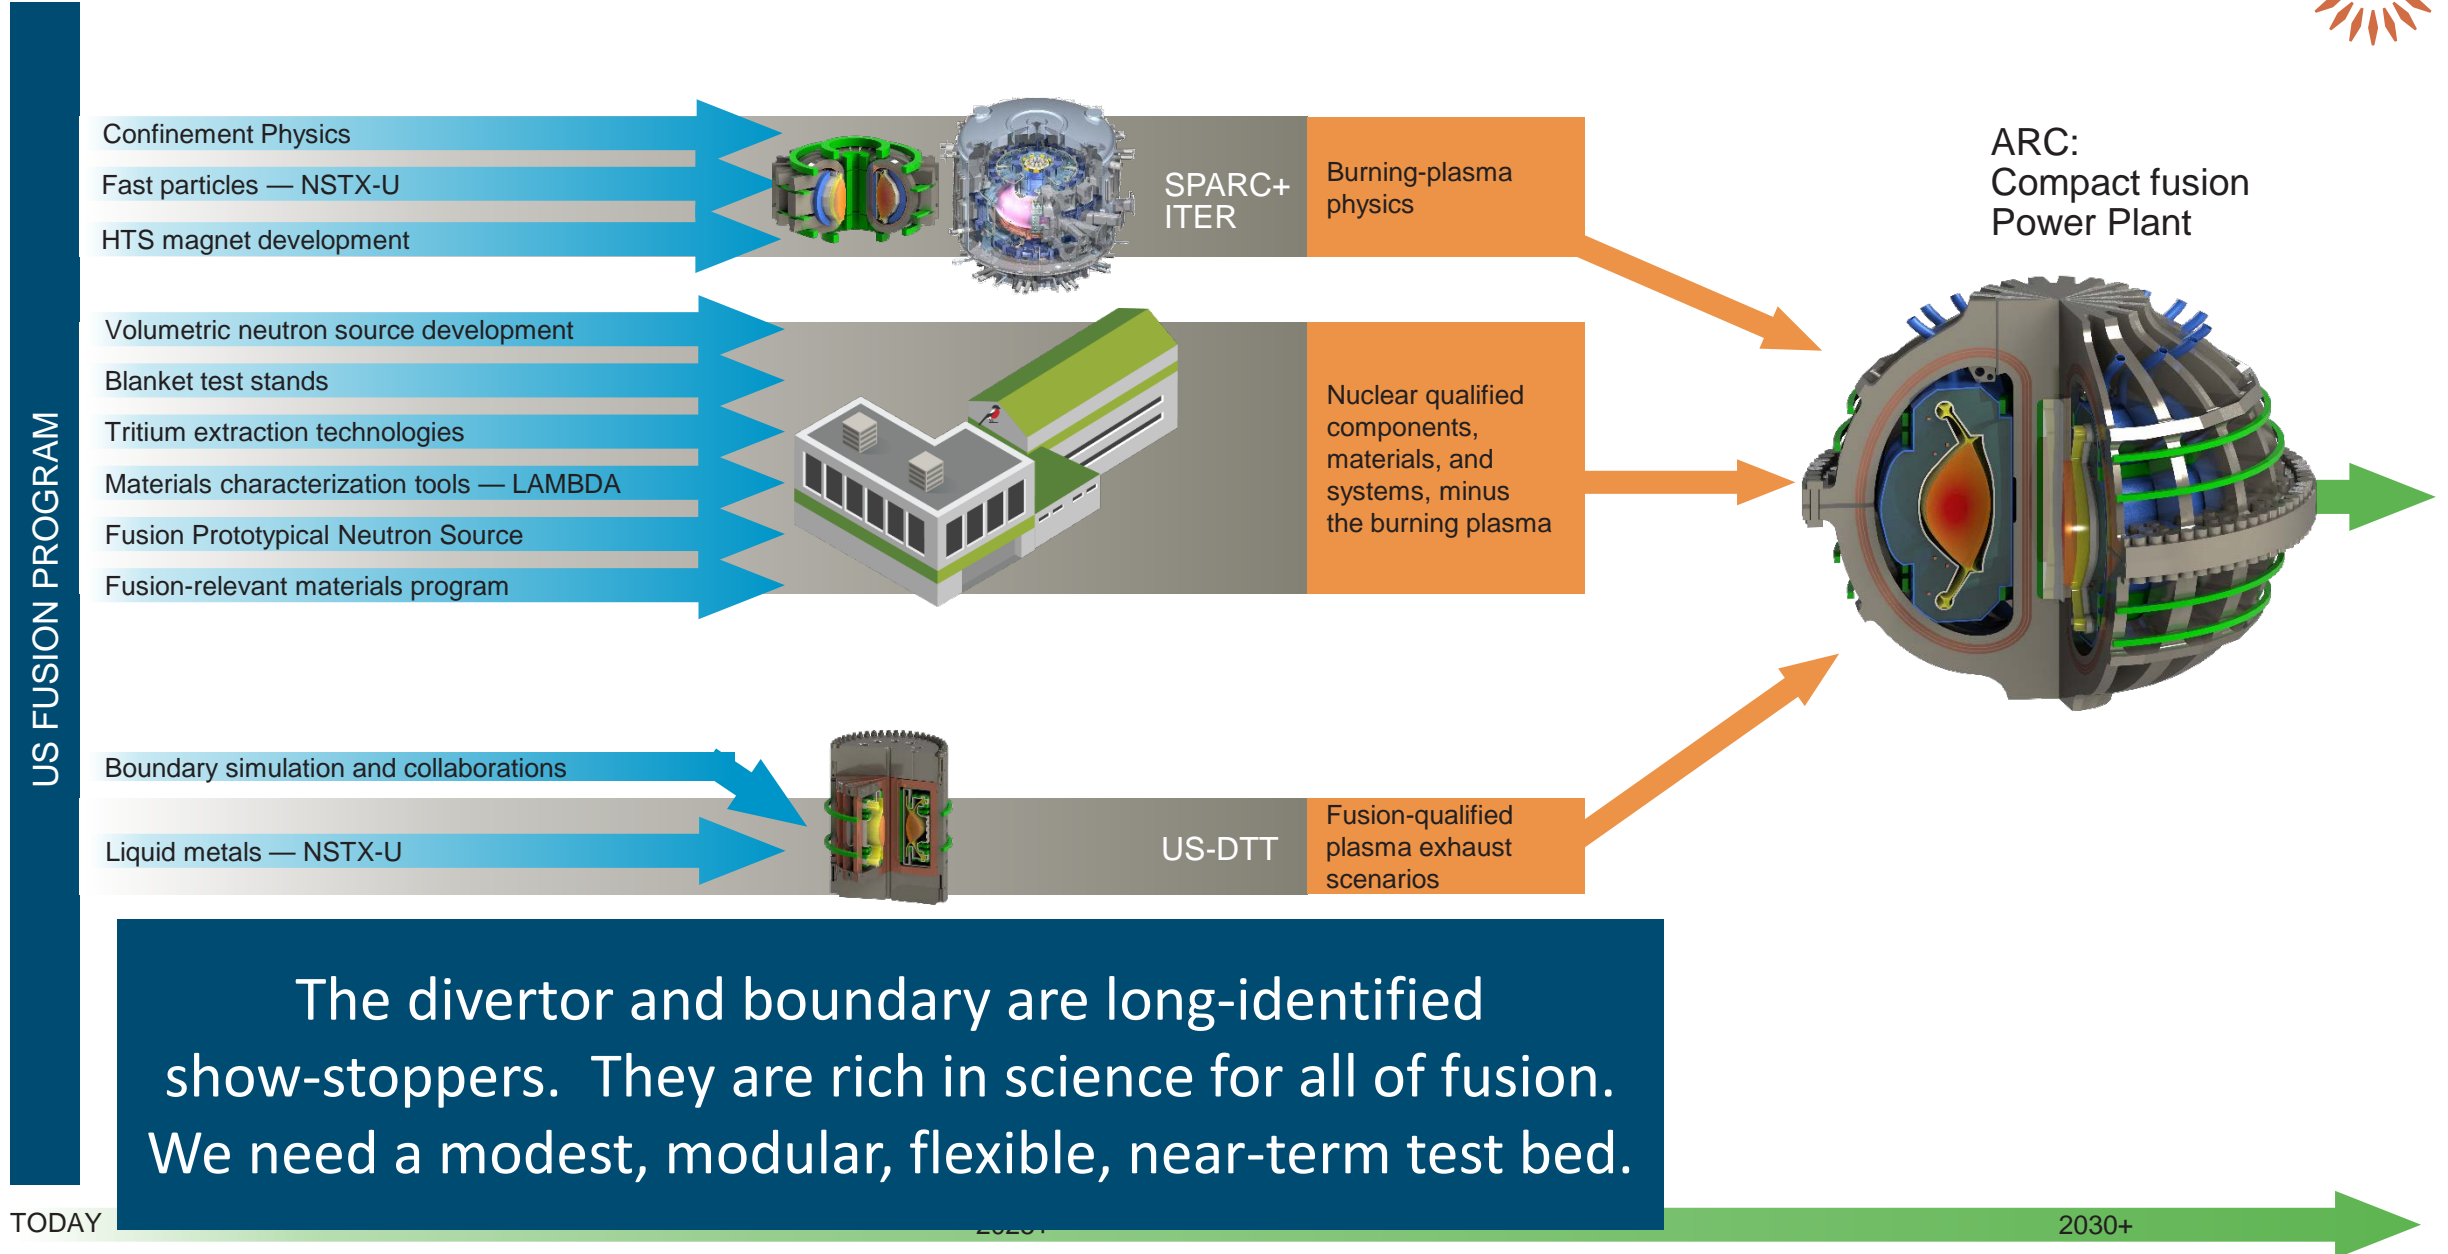 US FUSION PROGRAM
Confinement Physics
Fast particles — NSTX-U
HTS magnet development
SPARC+
ITER
Burning-plasma
physics
ARC:
Compact fusion
Power Plant
Volumetric neutron source development
Blanket test stands
Tritium extraction technologies
Materials characterization tools — LAMBDA
Fusion Prototypical Neutron Source
Fusion-relevant materials program
Nuclear qualified
components,
materials, and
systems, minus
the burning plasma
Boundary simulation and collaborations
Liquid metals — NSTX-U
US-DTT
Fusion-qualified
plasma exhaust
scenarios
The divertor and boundary are long-identified
show-stoppers.  They are rich in science for all of fusion.
We need a modest, modular, flexible, near-term test bed.
TODAY
2030+